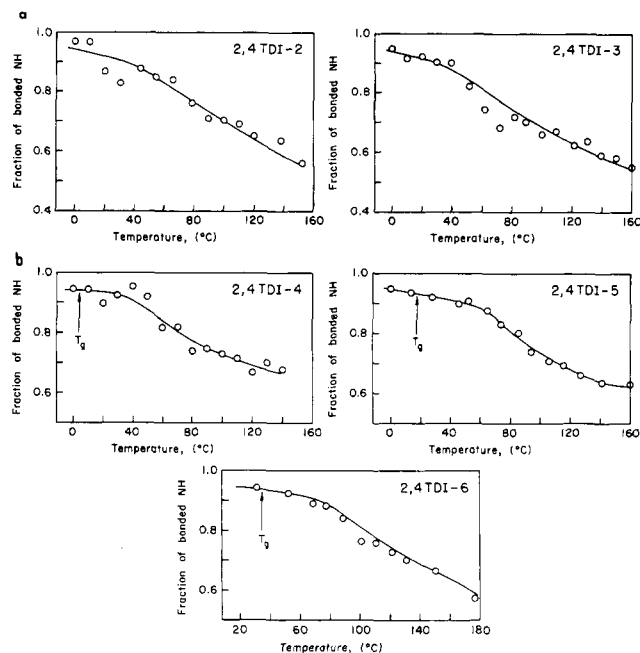 a
2,4 TDI-2
Fraction of bonded NH
1.0
0.8
0.6
0.4
0 40 80 120 160
Temperature, (°C)
2,4 TDI-3
Fraction of bonded NH
1.0
0.8
0.6
0.4
0 40 80 120 160
Temperature, (°C)
b
2,4 TDI-4
Fraction of bonded NH
1.0
0.8
0.6
Tg
0 40 80 120 160
Temperature, (°C)
2,4 TDI-5
Fraction of bonded NH
1.0
0.8
0.6
Tg
0 40 80 120 160
Temperature, (°C)
2,4 TDI-6
Fraction of bonded NH
1.0
0.8
0.6
Tg
20 60 100 140 180
Temperature, (°C)